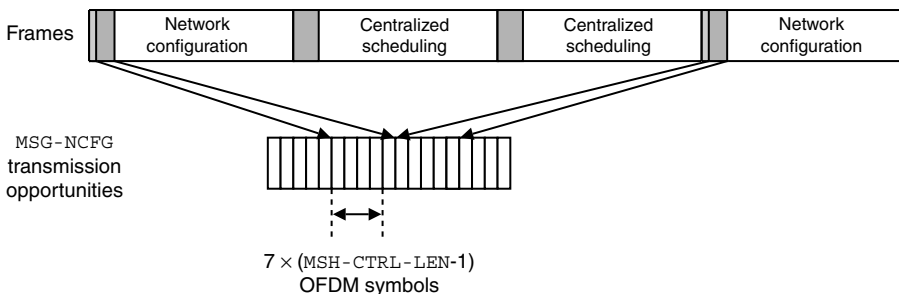 Frames
Network
configuration
Centralized
scheduling
Centralized
scheduling
Network
configuration
MSG-NCFG
transmission
opportunities
7 × (MSH-CTRL-LEN-1)
OFDM symbols